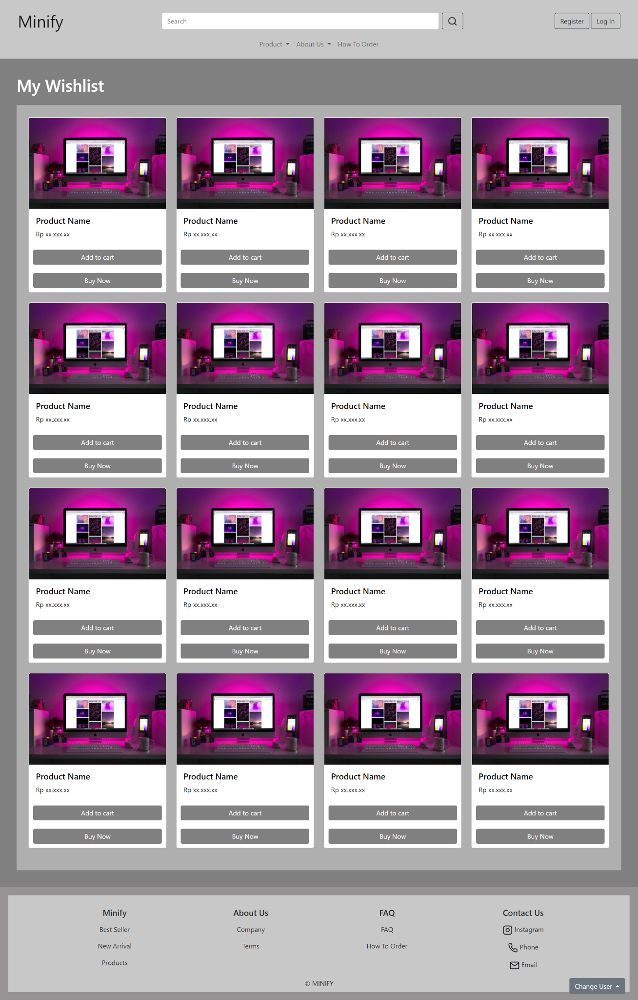 Minify
Search
Register
Log In
Product
About Us
How To Order
My Wishlist
Product Name
Product Name
Product Name
Product Name
Rp xx.xxx.xx
Rp xx.xxx.xx
Rp xx.xxx.xx
Rp xx.xxx.xx
Add to cart
Add to cart
Add to cart
Add to cart
Buy Now
Buy Now
Buy Now
Buy Now
Product Name
Product Name
Product Name
Product Name
Rp xx.xxx.xx
Rp xx.xxx.xx
Rp xx.xxx.xx
Rp xx.xxx.xx
Add to cart
Add to cart
Add to cart
Add to cart
Buy Now
Buy Now
Buy Now
Buy Now
Product Name
Product Name
Product Name
Product Name
Rp xx.xxx.xx
Rp xx.xxx.xx
Rp xx.xxx.xx
Rp xx.xxx.xx
Add to cart
Add to cart
Add to cart
Add to cart
Buy Now
Buy Now
Buy Now
Buy Now
Product Name
Product Name
Product Name
Product Name
Rp xx.xxx.xx
Rp xx.xxx.xx
Rp xx.xxx.xx
Rp xx.xxx.xx
Add to cart
Add to cart
Add to cart
Add to cart
Buy Now
Buy Now
Buy Now
Buy Now
Minify
Best Seller
New Arrival
Products
About Us
Company
Terms
FAQ
FAQ
How To Order
Contact Us
Instagram
Phone
Email
© MINIFY
Change User